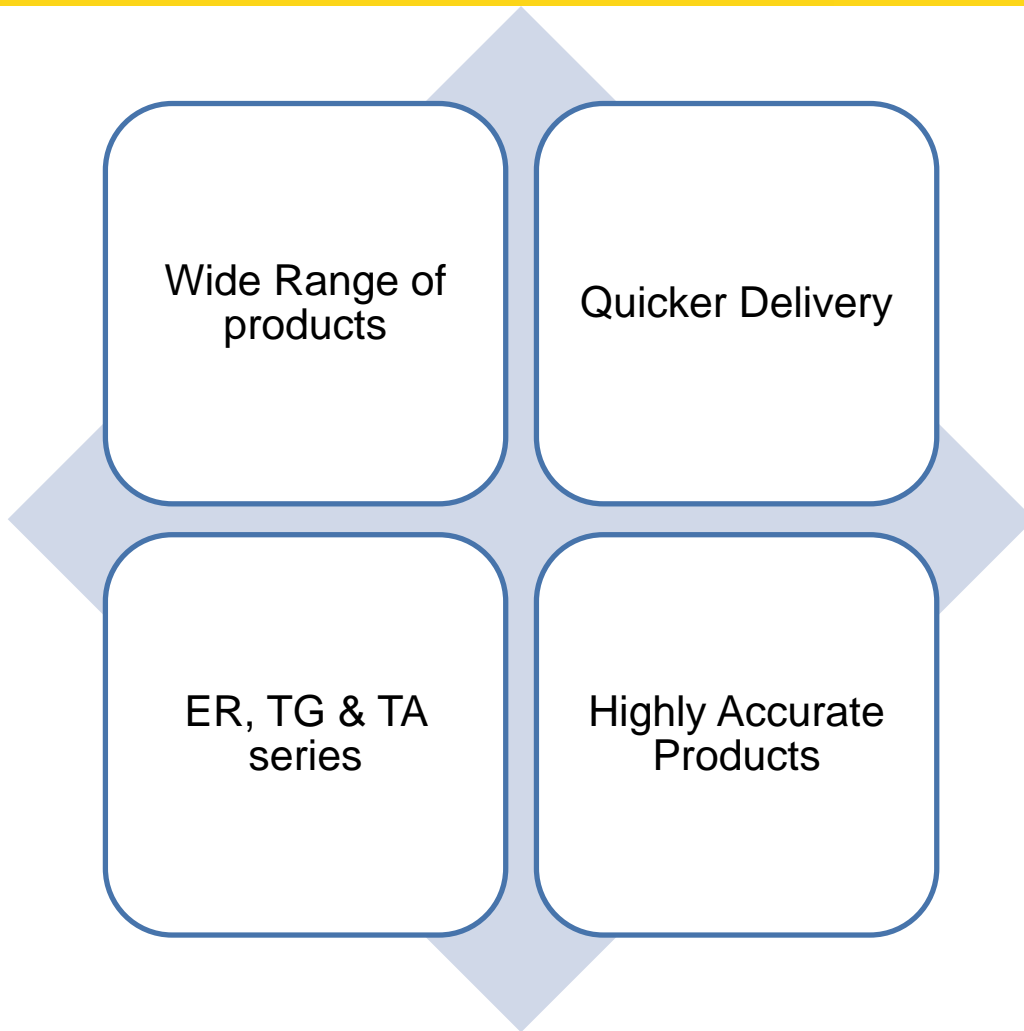 Wide Range of
products
Quicker Delivery
ER, TG & TA
series
Highly Accurate
Products